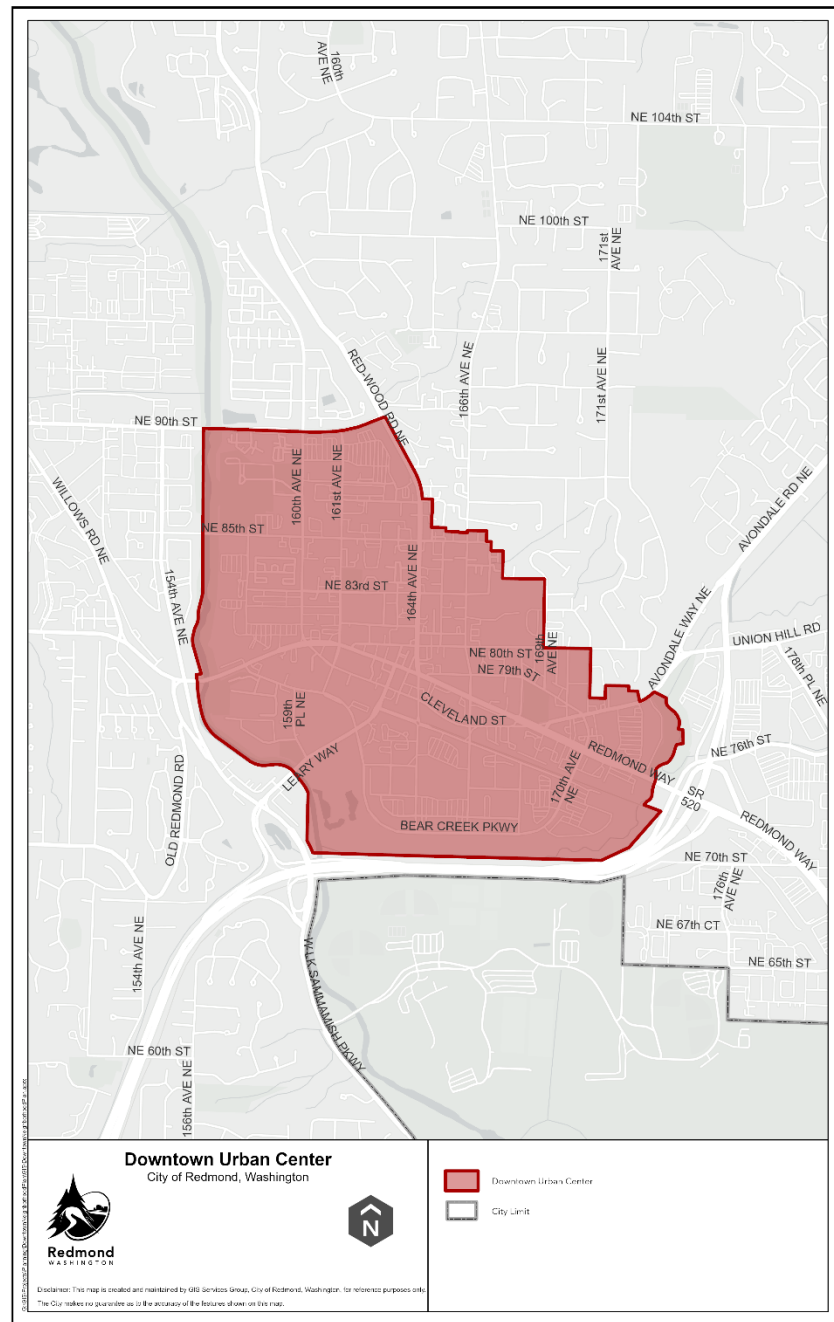 160th
AVE NE
NE 104th ST
NE 100th ST
171st
AVE NE
RED-WOOD RD NE
166th AVE NE
171st AVE NE
NE 90th ST
WILLOWS RD NE
160th AVE NE
161st AVE NE
AVONDALE RD NE
NE 85th ST
154th AVE NE
NE 83rd ST
164th AVE NE
AVONDALE WAY NE
UNION HILL RD
178th PL NE
NE 80th ST
169th
AVE NE
NE 79th ST
159th
PL NE
CLEVELAND ST
LEARY WAY
REDMOND WAY
NE 76th ST
OLD REDMOND RD
170th AVE
NE
SR
520
BEAR CREEK PKWY
REDMOND WAY
NE 70th ST
176th
AVE NE
NE 67th CT
154th AVE NE
W LK SAMMAMISH PKWY
NE 65th ST
NE 60th ST
156th AVE NE
Downtown Urban Center
City of Redmond, Washington
N
Redmond
WASHINGTON
Disclaimer: This map is created and maintained by GIS Services Group, City of Redmond, Washington, for reference purposes only.
The City makes no guarantee as to the accuracy of the features shown on this map.
Downtown Urban Center
City Limit